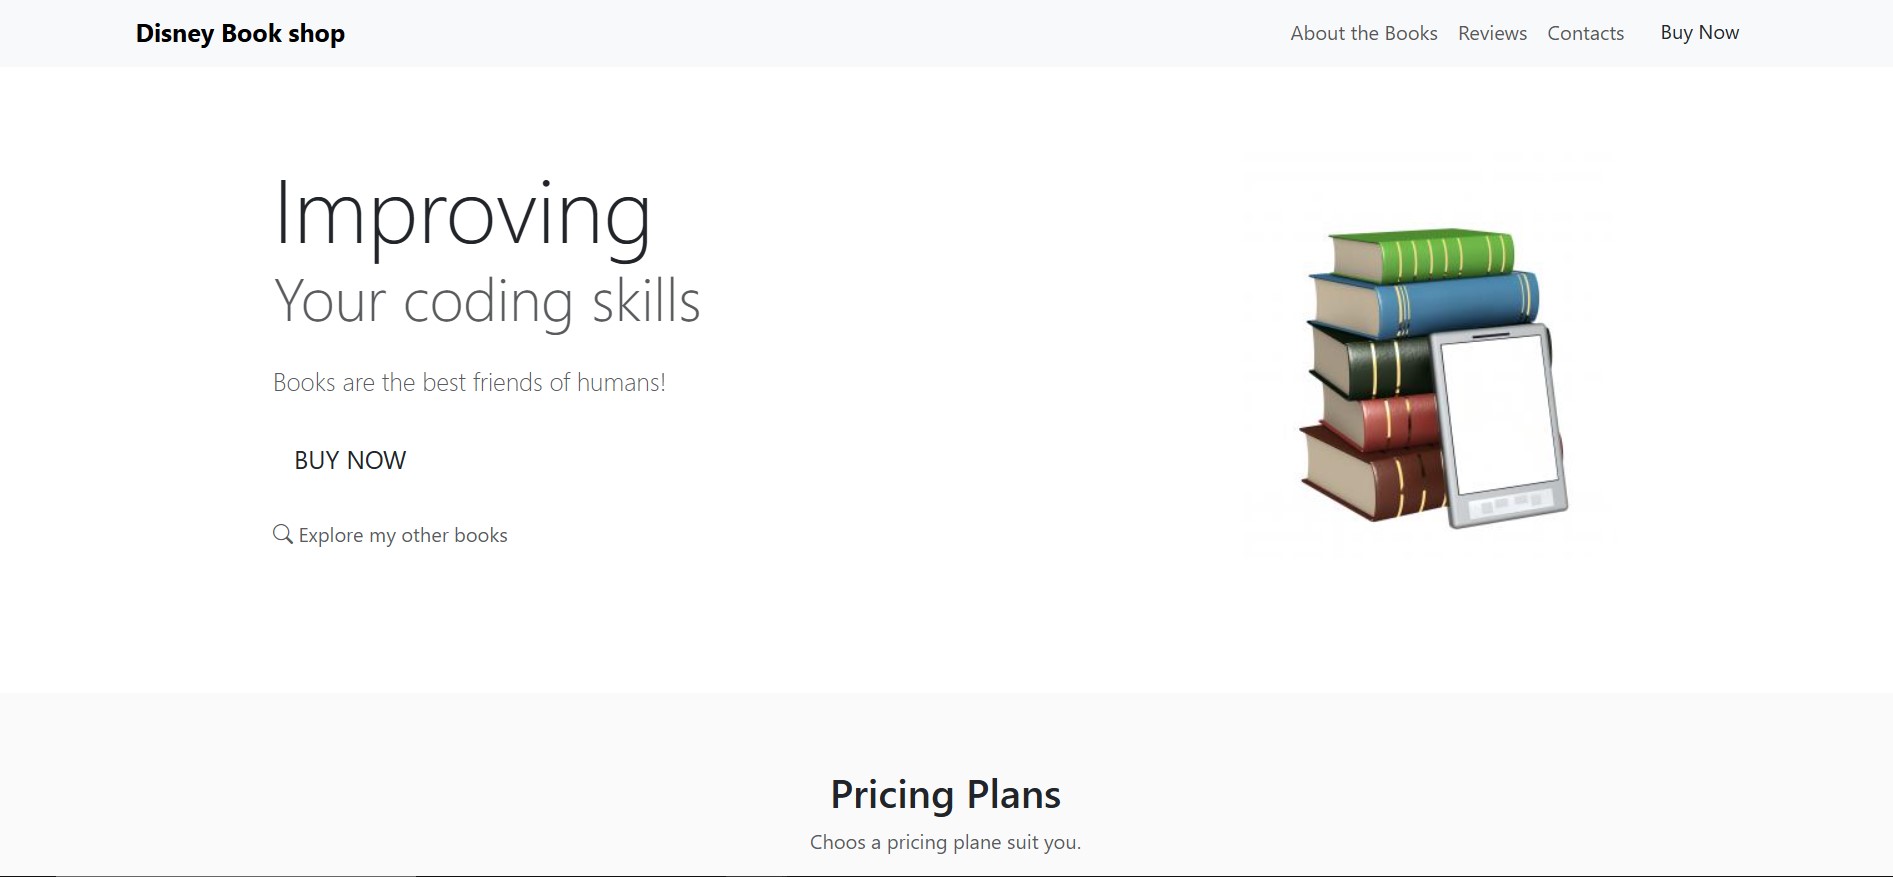 Disney Book shop
About the Books Reviews Contacts Buy Now
Improving
Your coding skills
Books are the best friends of humans!
BUY NOW
Explore my other books
Pricing Plans
Choos a pricing plane suit you.